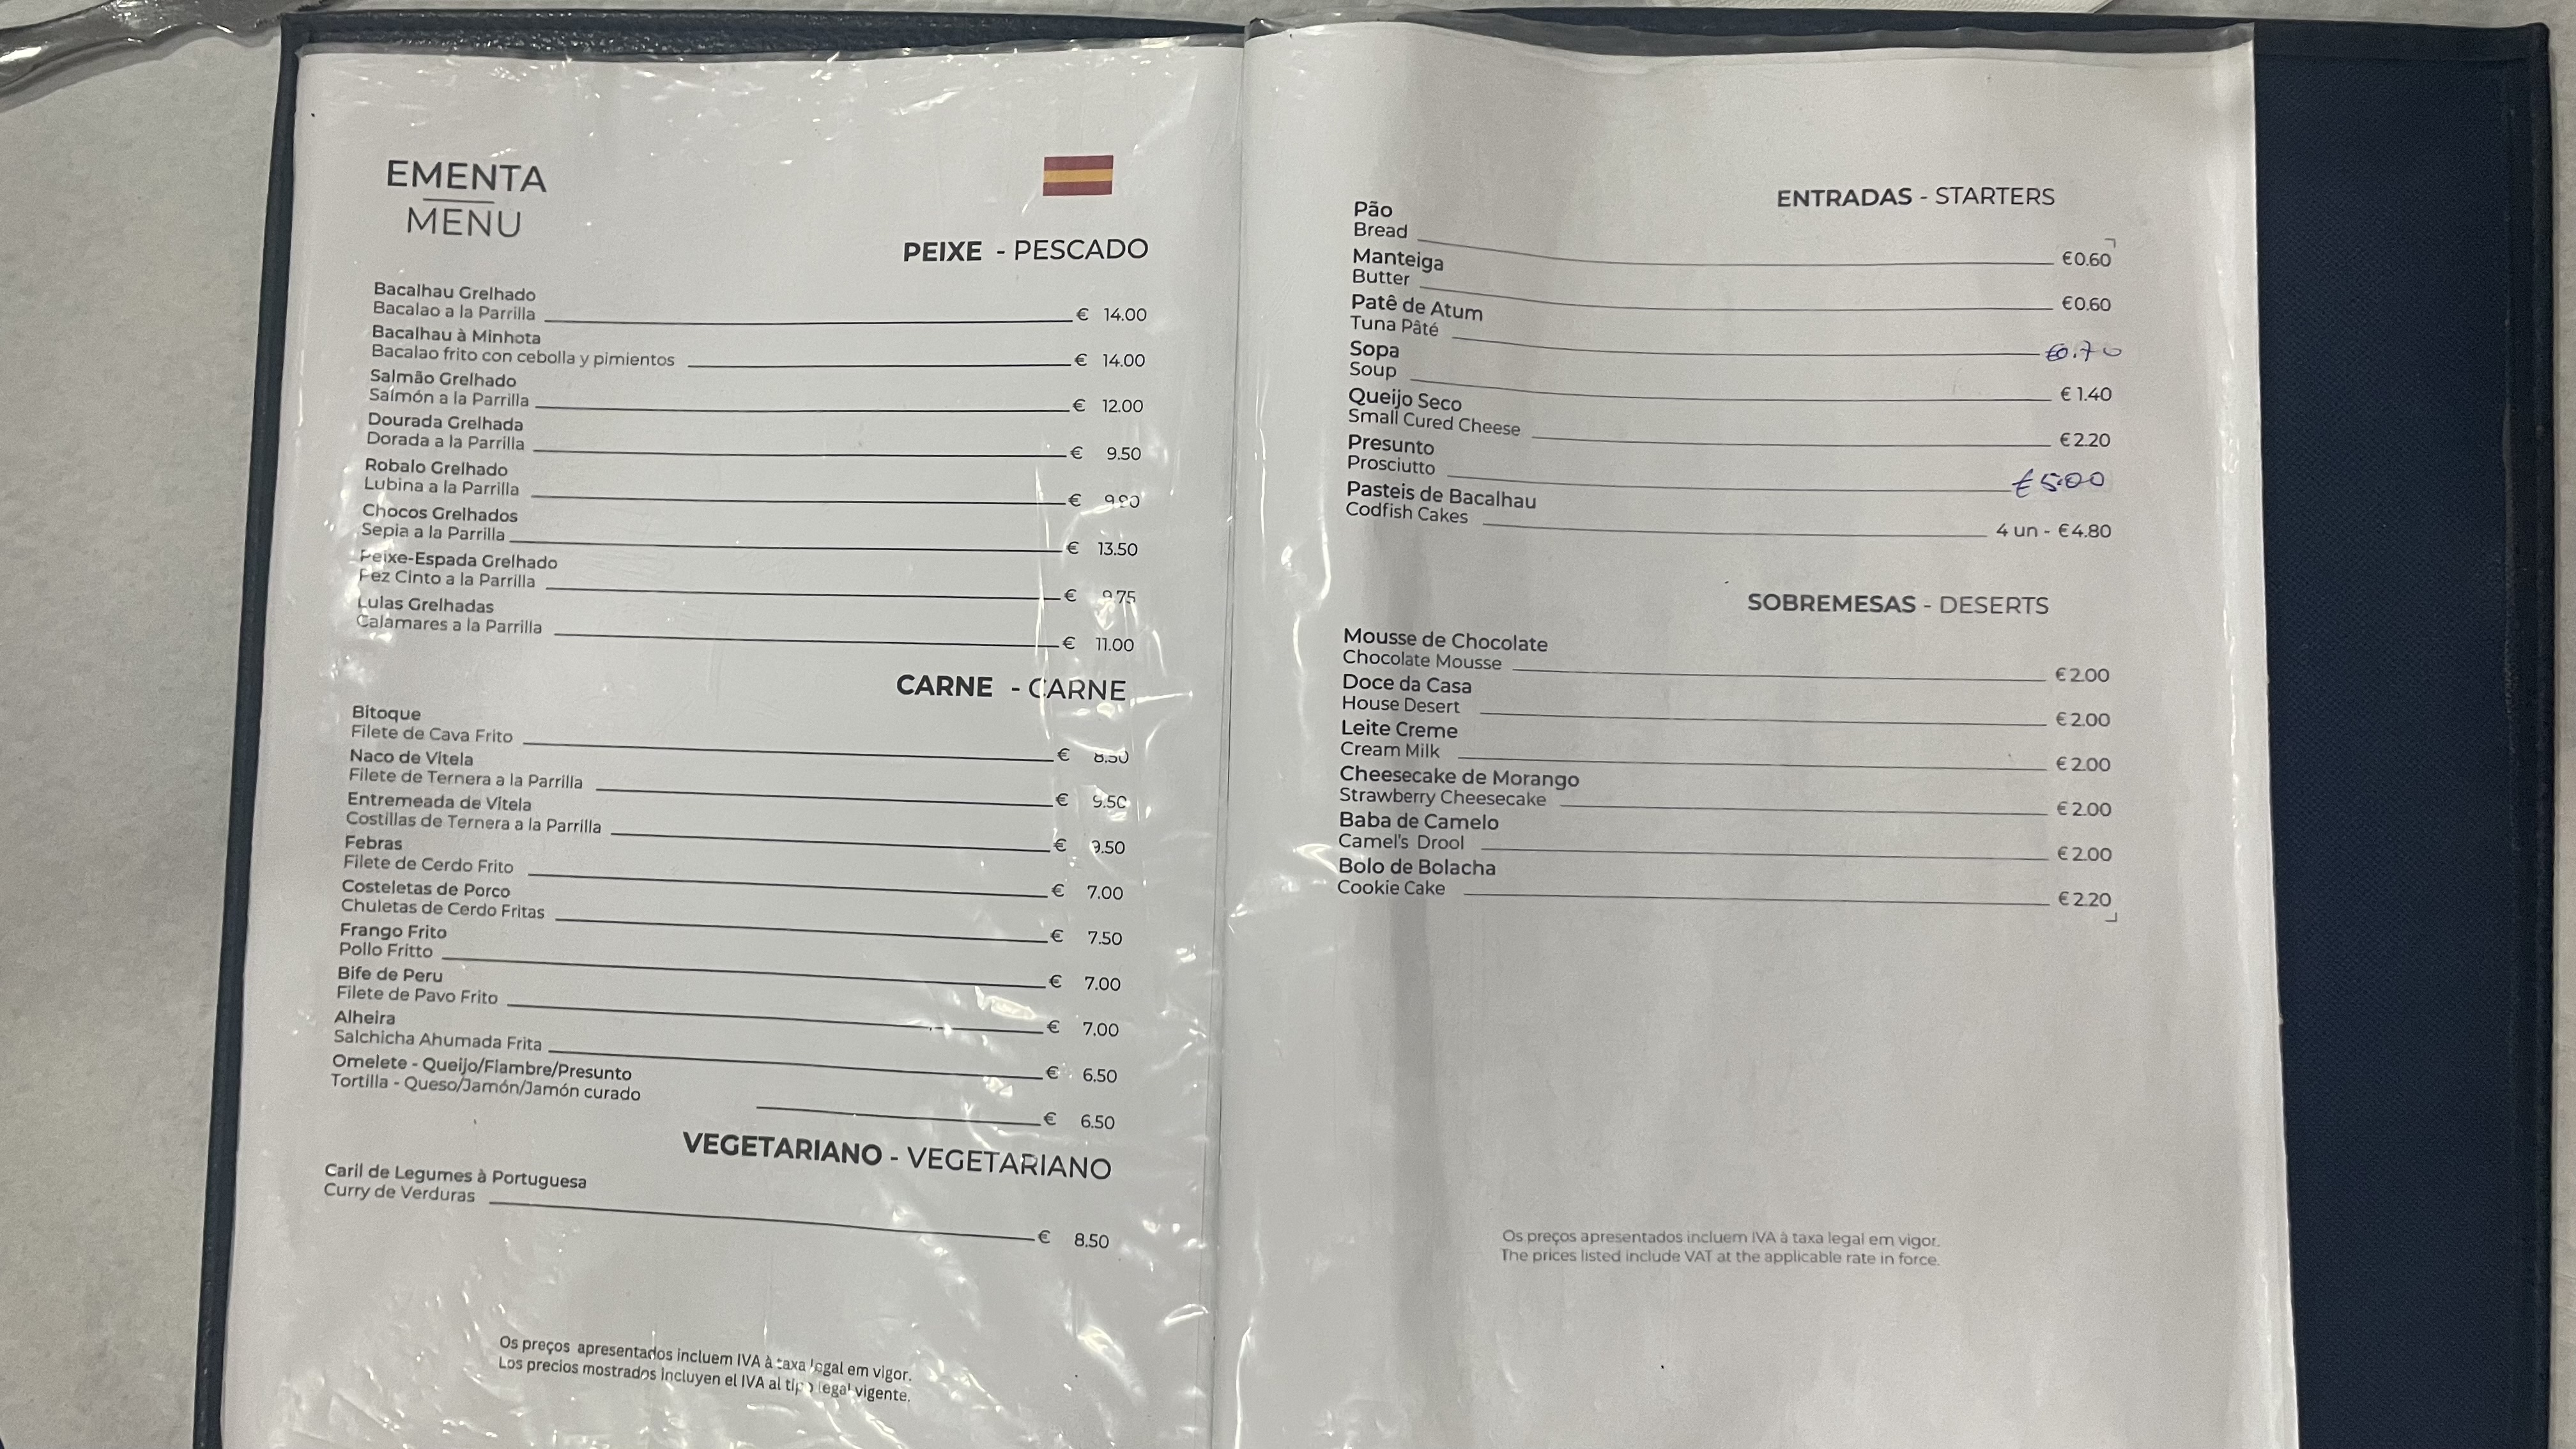 EMENTA
MENU
PEIXE - PESCADO
Bacalhau Grelhado
Bacalao a la Parrilla € 14.00
Bacalhau à Minhota
Bacalao frito con cebolla y pimientos € 14.00
Salmão Grelhado
Salmón a la Parrilla € 12.00
Dourada Grelhada
Dorada a la Parrilla € 9.50
Robalo Grelhado
Lubina a la Parrilla €
Chocos Grelhados
Sepia a la Parrilla € 13.50
Peixe-Espada Grelhado
Pez Cinto a la Parrilla € 9.75
Lulas Grelhadas
Calamares a la Parrilla € 11.00
CARNE - CARNE
Bitoque
Filete de Cava Frito € 8.50
Naco de Vitela
Filete de Ternera a la Parrilla € 9.50
Entremeada de Vitela
Costillas de Ternera a la Parrilla € 9.50
Febras
Filete de Cerdo Frito € 7.00
Costeletas de Porco
Chuletas de Cerdo Fritas € 7.50
Frango Frito
Pollo Fritto € 7.00
Bife de Peru
Filete de Pavo Frito € 7.00
Alheira
Salchicha Ahumada Frita € 6.50
Omelete - Queijo/Fiambre/Presunto
Tortilla - Queso/Jamón/Jamón curado € 6.50
VEGETARIANO - VEGETARIANO
Caril de Legumes à Portuguesa
Curry de Verduras € 8.50
Os preços apresentados incluem IVA à taxa legal em vigor.
Los precios mostrados incluyen el IVA al tipo legal vigente.
ENTRADAS - STARTERS
Pão
Bread €0.60
Manteiga
Butter €0.60
Patê de Atum
Tuna Pâté €0.70
Sopa
Soup €1.40
Queijo Seco
Small Cured Cheese €2.20
Presunto
Prosciutto €5.00
Pasteis de Bacalhau
Codfish Cakes 4 un - €4.80
SOBREMESAS - DESERTS
Mousse de Chocolate
Chocolate Mousse €2.00
Doce da Casa
House Desert €2.00
Leite Creme
Cream Milk €2.00
Cheesecake de Morango
Strawberry Cheesecake €2.00
Baba de Camelo
Camel's Drool €2.00
Bolo de Bolacha
Cookie Cake €2.20
Os preços apresentados incluem IVA à taxa legal em vigor.
The prices listed include VAT at the applicable rate in force.